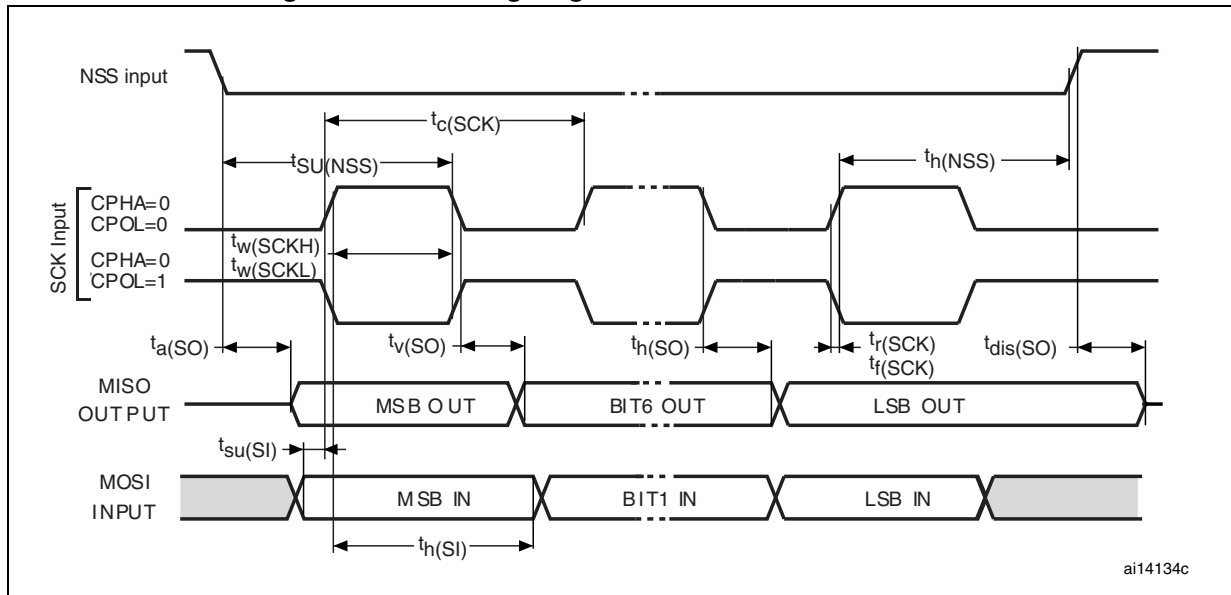 NSS input
tc(SCK)
tSU(NSS)
th(NSS)
SCK Input
CPHA=0
CPOL=0
tw(SCKH)
CPHA=0
tw(SCKL)
CPOL=1
ta(SO)
tv(SO)
th(SO)
tr(SCK)
tf(SCK)
tdis(SO)
MISO
OUTPUT
MSB OUT
BIT6 OUT
LSB OUT
tsu(SI)
MOSI
INPUT
MSB IN
BIT1 IN
LSB IN
th(SI)
ai14134c